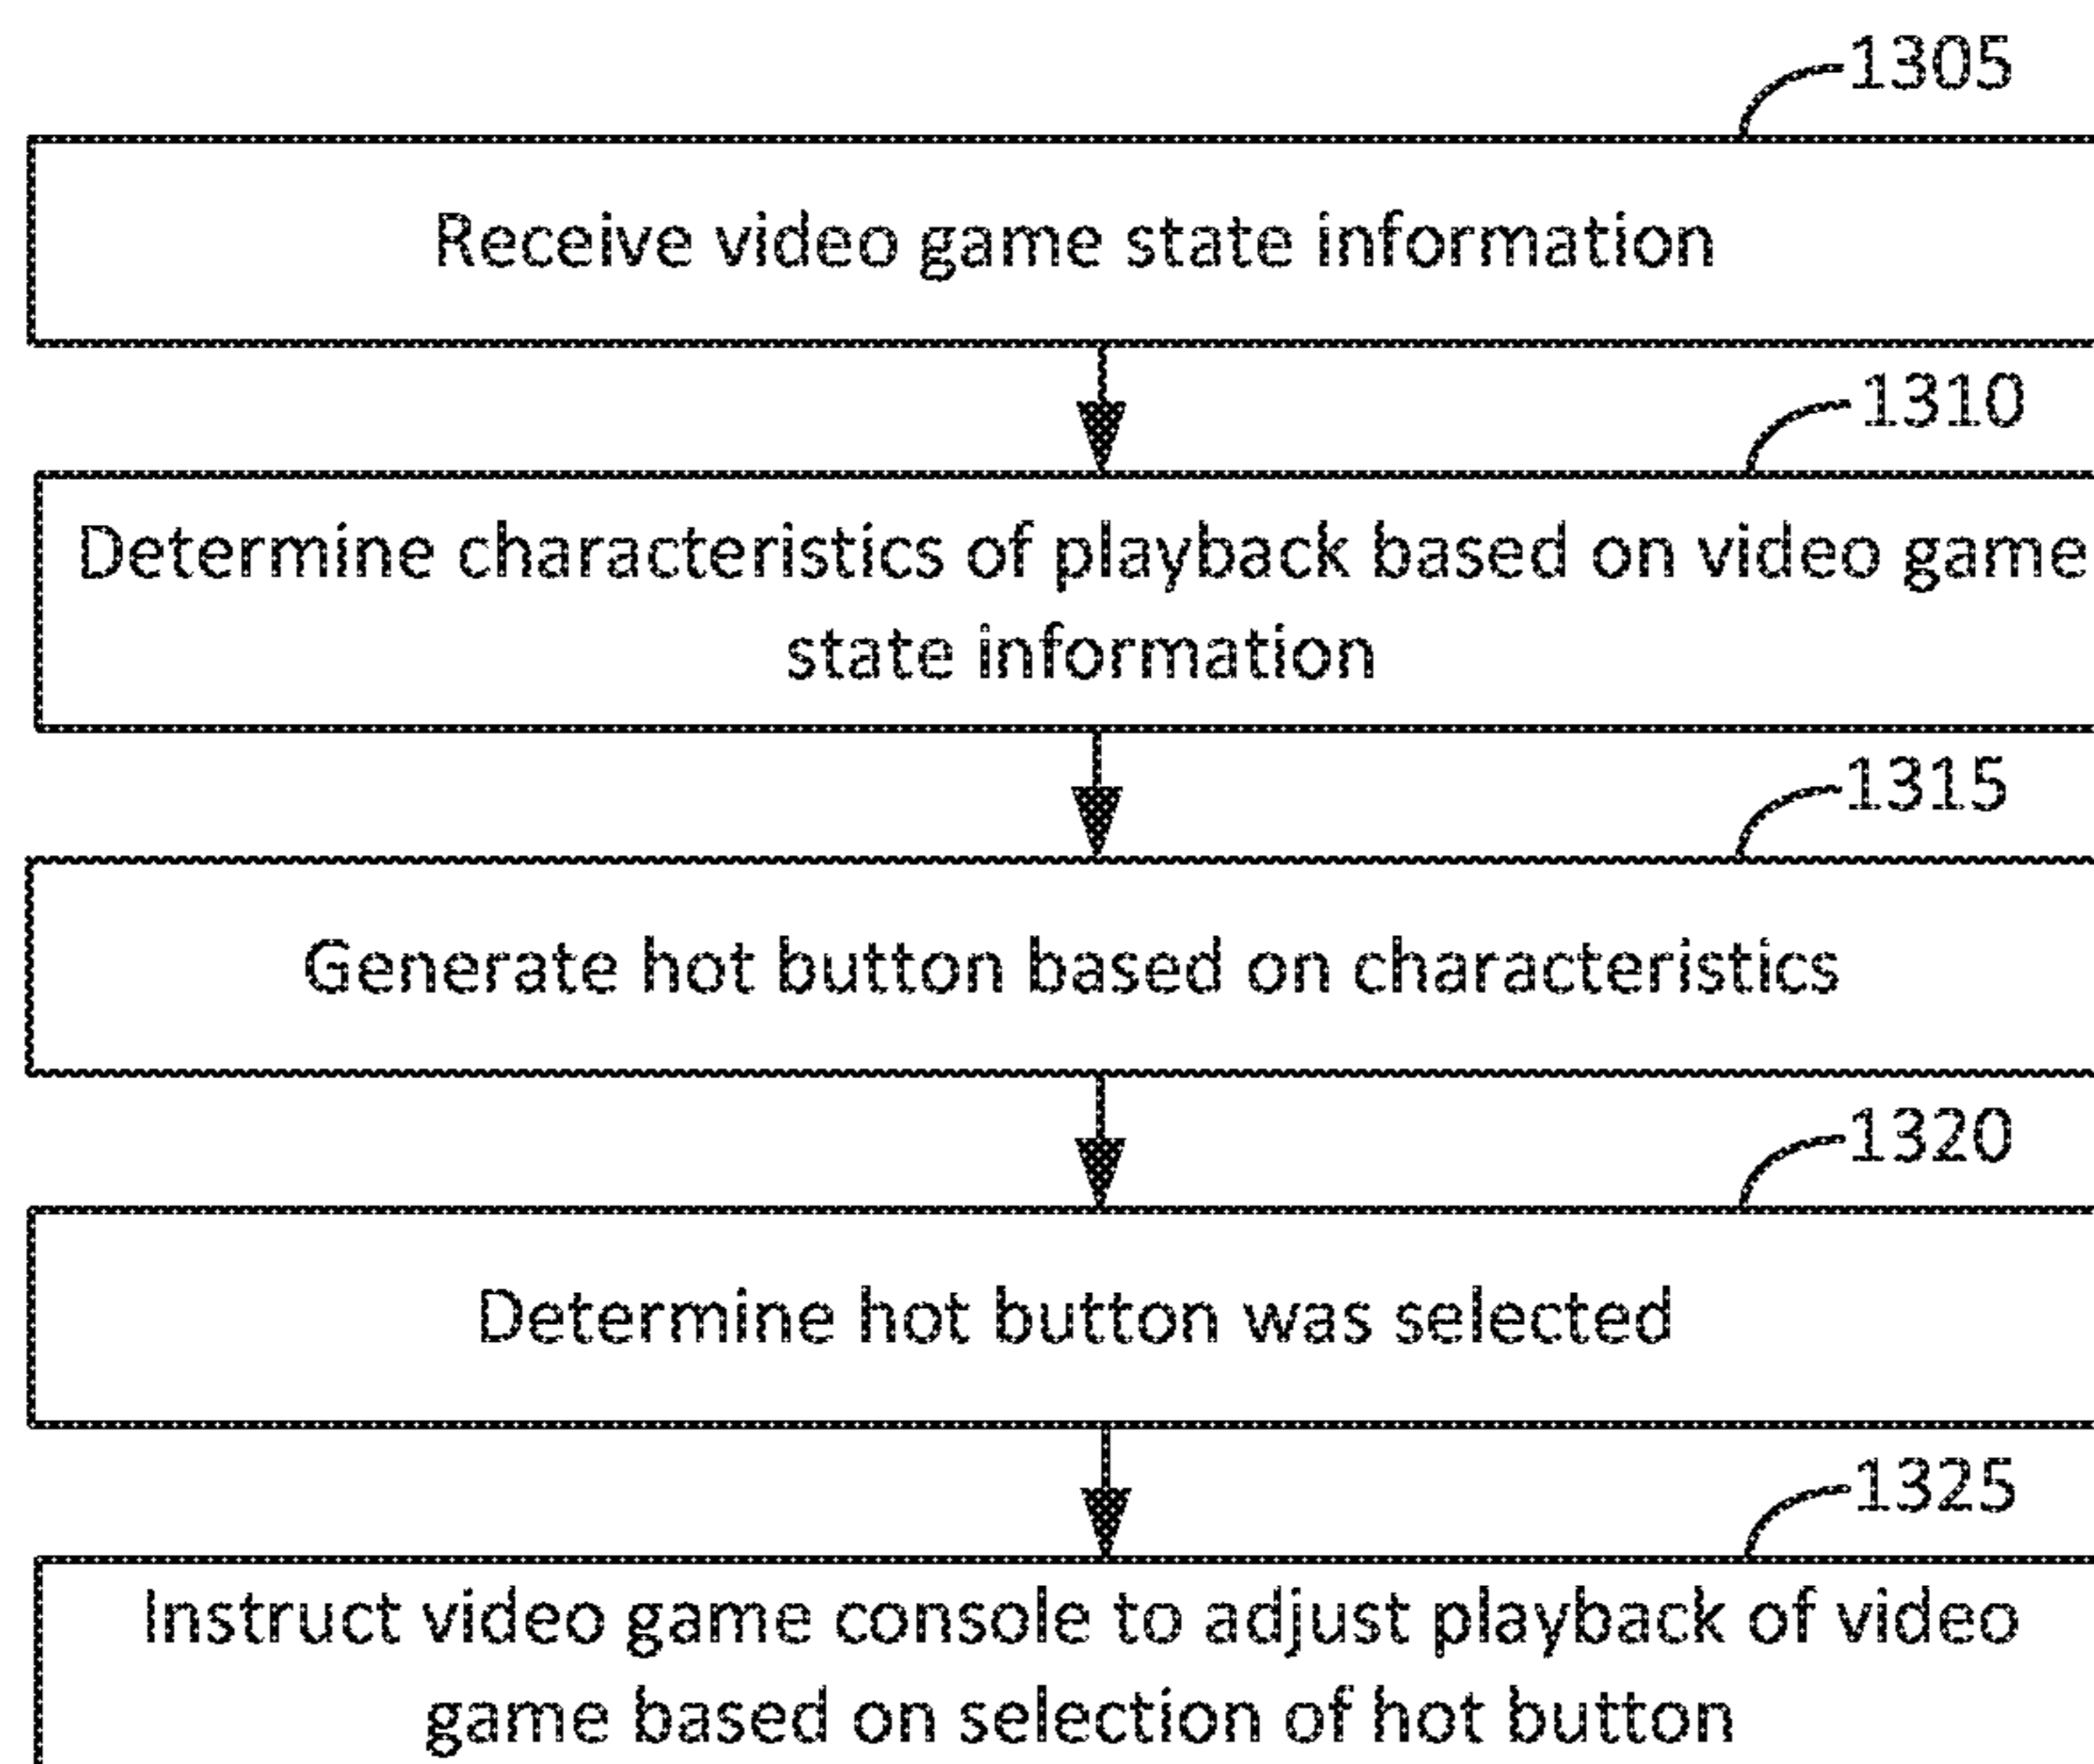 1305
Receive video game state information
1310
Determine characteristics of playback based on video game
state information
1315
Generate hot button based on characteristics
1320
Determine hot button was selected
1325
Instruct video game console to adjust playback of video
game based on selection of hot button